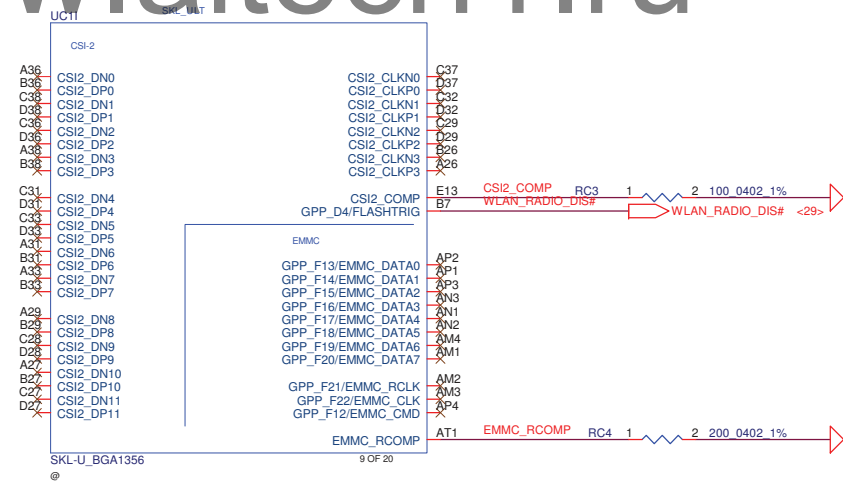 UC1I
SKL_ULT
CSI-2
A36 CSI2_DN0 CSI2_CLKN0 C37
B36 CSI2_DP0 CSI2_CLKP0 D37
C38 CSI2_DN1 CSI2_CLKN1 C32
D38 CSI2_DP1 CSI2_CLKP1 D32
C36 CSI2_DN2 CSI2_CLKN2 C29
D36 CSI2_DP2 CSI2_CLKP2 D29
A38 CSI2_DN3 CSI2_CLKN3 B26
B38 CSI2_DP3 CSI2_CLKP3 A26
C31 CSI2_DN4 CSI2_COMP E13 CSI2_COMP RC3 1 2 100_0402_1%
D31 CSI2_DP4 GPP_D4/FLASHTRIG B7 WLAN_RADIO_DIS# WLAN_RADIO_DIS# <29>
C33 CSI2_DN5
D33 CSI2_DP5
A31 CSI2_DN6 EMMC
B31 CSI2_DP6 GPP_F13/EMMC_DATA0 AP2
A33 CSI2_DN7 GPP_F14/EMMC_DATA1 AP1
B33 CSI2_DP7 GPP_F15/EMMC_DATA2 AP3
GPP_F16/EMMC_DATA3 AN3
A29 CSI2_DN8 GPP_F17/EMMC_DATA4 AN1
B29 CSI2_DP8 GPP_F18/EMMC_DATA5 AN2
C28 CSI2_DN9 GPP_F19/EMMC_DATA6 AM4
D28 CSI2_DP9 GPP_F20/EMMC_DATA7 AM1
A27 CSI2_DN10
B27 CSI2_DP10 GPP_F21/EMMC_RCLK AM2
C27 CSI2_DN11 GPP_F22/EMMC_CLK AM3
D27 CSI2_DP11 GPP_F12/EMMC_CMD AP4
EMMC_RCOMP AT1 EMMC_RCOMP RC4 1 2 200_0402_1%
SKL-U_BGA1356
9 OF 20
@